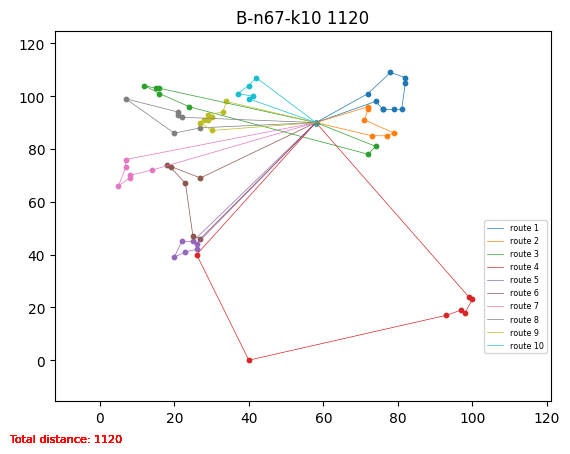 B-n67-k10 1120
120
100
80
60
40
20
0
0
20
40
60
80
100
120
route 1
route 2
route 3
route 4
route 5
route 6
route 7
route 8
route 9
route 10
Total distance: 1120